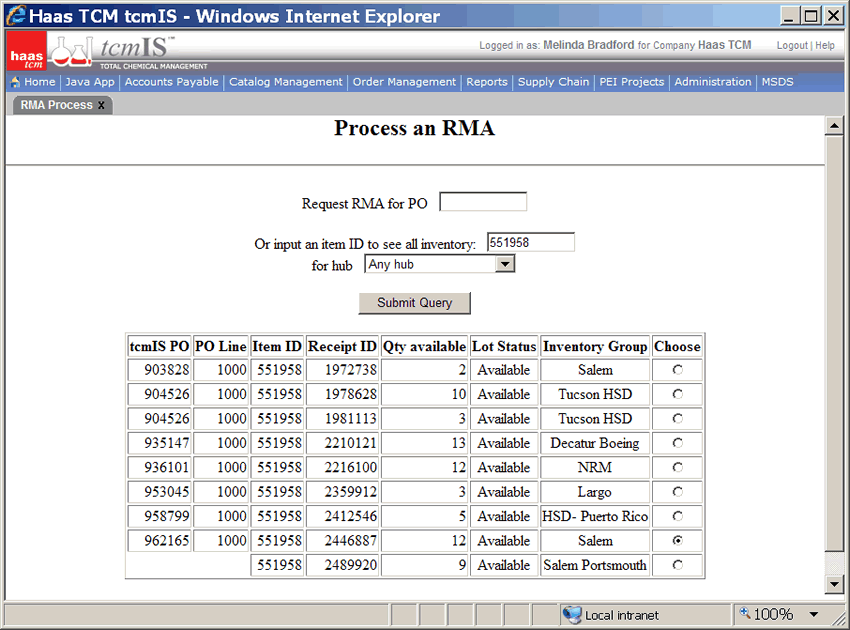 Haas TCM tcmIS - Windows Internet Explorer
haas tcm
tcmIS™
TOTAL CHEMICAL MANAGEMENT
Logged in as: Melinda Bradford for Company Haas TCM Logout | Help
Home | Java App | Accounts Payable | Catalog Management | Order Management | Reports | Supply Chain | PEI Projects | Administration | MSDS
RMA Process x
Process an RMA
Request RMA for PO
Or input an item ID to see all inventory: 551958
for hub Any hub
Submit Query
tcmIS PO PO Line Item ID Receipt ID Qty available Lot Status Inventory Group Choose
903828 1000 551958 1972738 2 Available Salem
904526 1000 551958 1978628 10 Available Tucson HSD
904526 1000 551958 1981113 3 Available Tucson HSD
935147 1000 551958 2210121 13 Available Decatur Boeing
936101 1000 551958 2216100 12 Available NRM
953045 1000 551958 2359912 3 Available Largo
958799 1000 551958 2412546 5 Available HSD- Puerto Rico
962165 1000 551958 2446887 12 Available Salem
551958 2489920 9 Available Salem Portsmouth
Local intranet 100%